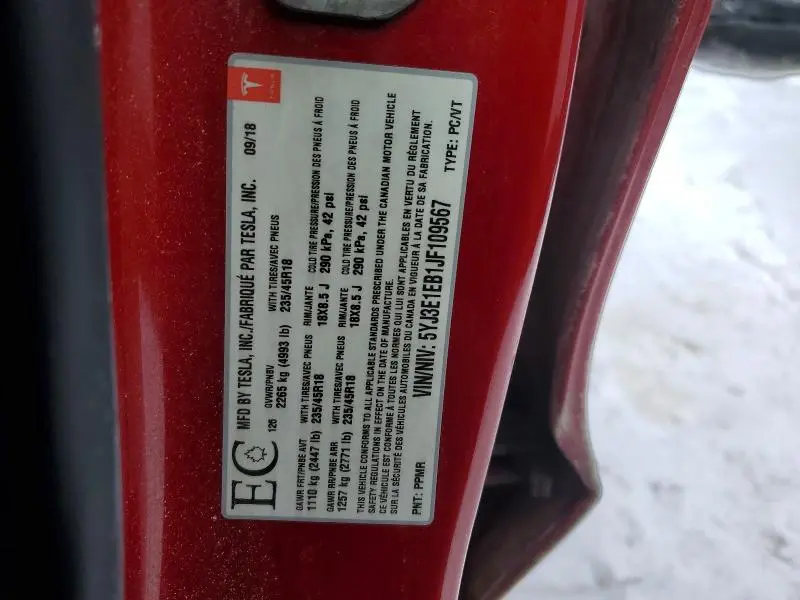 TESLA
EC
126
MFD BY TESLA, INC./FABRIQUÉ PAR TESLA, INC. 09/18
GVWR/PNBV WITH TIRES/AVEC PNEUS
2265 kg (4993 lb) 235/45R18
GAWR FRT/PNBE AVT WITH TIRES/AVEC PNEUS RIM/JANTE COLD TIRE PRESSURE/PRESSION DES PNEUS À FROID
1110 kg (2447 lb) 235/45R18 18X8.5 J 290 kPa, 42 psi
GAWR RR/PNBE ARR WITH TIRES/AVEC PNEUS RIM/JANTE COLD TIRE PRESSURE/PRESSION DES PNEUS À FROID
1257 kg (2771 lb) 235/45R18 18X8.5 J 290 kPa, 42 psi
THIS VEHICLE CONFORMS TO ALL APPLICABLE STANDARDS PRESCRIBED UNDER THE CANADIAN MOTOR VEHICLE
SAFETY REGULATIONS IN EFFECT ON THE DATE OF MANUFACTURE.
CE VÉHICULE EST CONFORME À TOUTES LES NORMES QUI LUI SONT APPLICABLES EN VERTU DU RÈGLEMENT
SUR LA SÉCURITÉ DES VÉHICULES AUTOMOBILES DU CANADA EN VIGUEUR À LA DATE DE SA FABRICATION.
VIN/NIV: 5YJ3E1EB1JF109567
PNT: PPMR TYPE: PC/VT